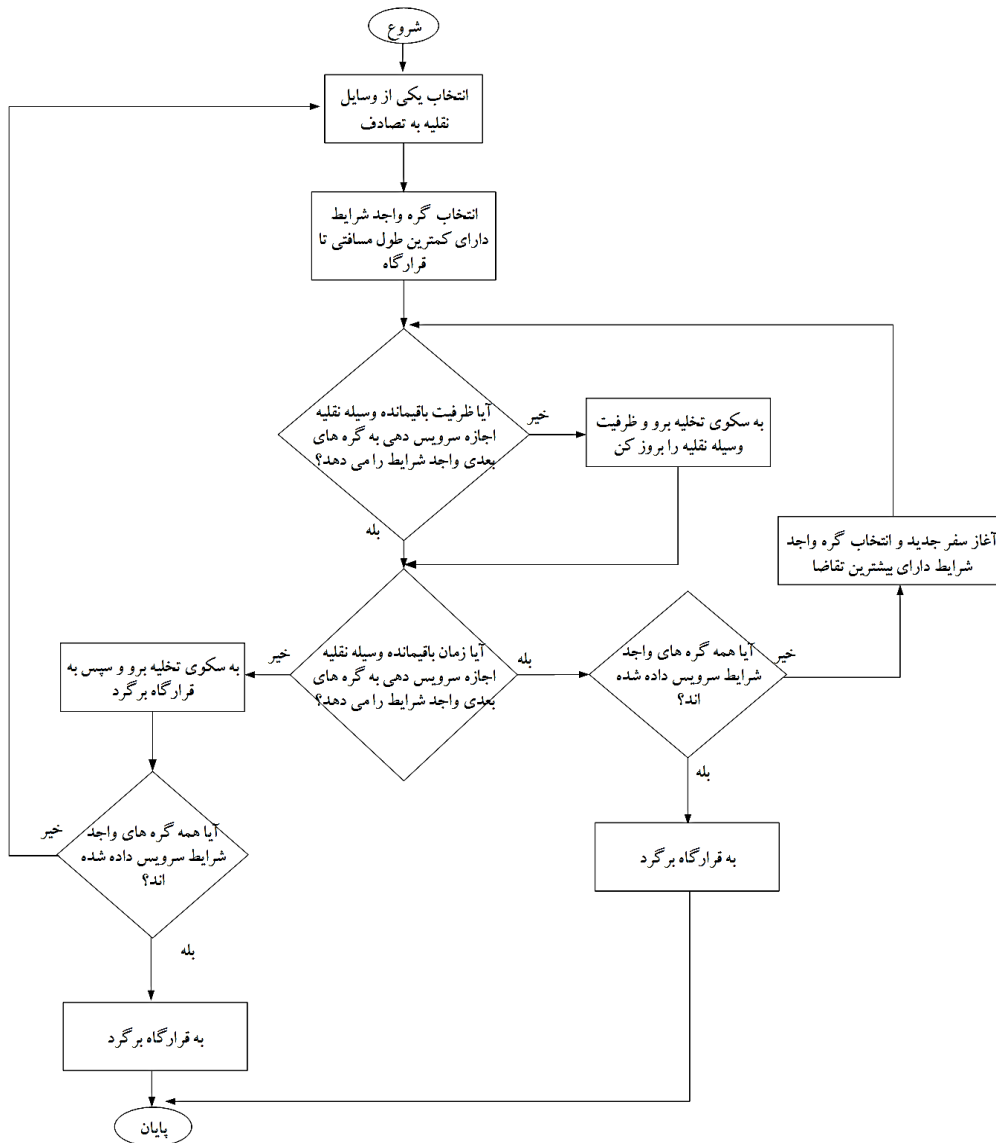 شروع
انتخاب یکی از وسایل
نقلیه به تصادف
انتخاب گره واجد شرایط
دارای کمترین طول مسافتی تا
قرارگاه
آیا ظرفیت باقیمانده وسیله نقلیه
اجازه سرویس دهی به گره های
بعدی واجد شرایط را می دهد؟
خیر
به سکوی تخلیه برو و ظرفیت
وسیله نقلیه را بروز کن
بله
آغاز سفر جدید و انتخاب گره واجد
شرایط دارای بیشترین تقاضا
آیا زمان باقیمانده وسیله نقلیه
اجازه سرویس دهی به گره های
بعدی واجد شرایط را می دهد؟
بله
آیا همه گره های واجد
شرایط سرویس داده شده
اند؟
خیر
خیر
به سکوی تخلیه برو و سپس به
قرارگاه برگرد
بله
به قرارگاه برگرد
آیا همه گره های واجد
شرایط سرویس داده شده
اند؟
خیر
بله
به قرارگاه برگرد
پایان